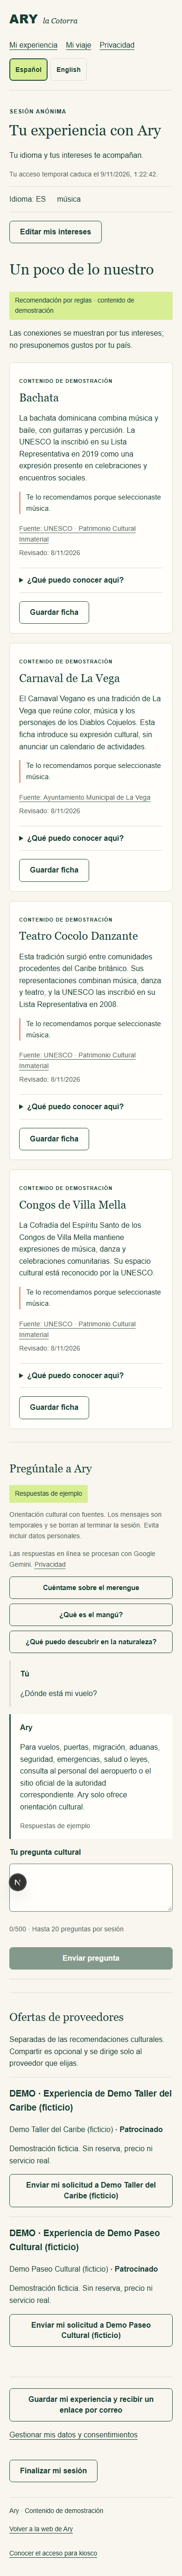 ARY la Cotorra
Mi experiencia Mi viaje Privacidad
Español English
SESIÓN ANÓNIMA
Tu experiencia con Ary
Tu idioma y tus intereses te acompañan.
Tu acceso temporal caduca el 9/11/2026, 1:22:42.
Idioma: ES música
Editar mis intereses
Un poco de lo nuestro
Recomendación por reglas · contenido de
demostración
Las conexiones se muestran por tus intereses;
no presuponemos gustos por tu país.
CONTENIDO DE DEMOSTRACIÓN
Bachata
La bachata dominicana combina música y
baile, con guitarras y percusión. La
UNESCO la inscribió en su Lista
Representativa en 2019 como una
expresión presente en celebraciones y
encuentros sociales.
Te lo recomendamos porque seleccionaste
música.
Fuente: UNESCO · Patrimonio Cultural
Inmaterial
Revisado: 8/11/2026
▶ ¿Qué puedo conocer aquí?
Guardar ficha
CONTENIDO DE DEMOSTRACIÓN
Carnaval de La Vega
El Carnaval Vegano es una tradición de La
Vega que reúne color, música y los
personajes de los Diablos Cojuelos. Esta
ficha introduce su expresión cultural, sin
anunciar un calendario de actividades.
Te lo recomendamos porque seleccionaste
música.
Fuente: Ayuntamiento Municipal de La Vega
Revisado: 8/11/2026
▶ ¿Qué puedo conocer aquí?
Guardar ficha
CONTENIDO DE DEMOSTRACIÓN
Teatro Cocolo Danzante
Esta tradición surgió entre comunidades
procedentes del Caribe británico. Sus
representaciones combinan música, danza
y teatro, y la UNESCO las inscribió en su
Lista Representativa en 2008.
Te lo recomendamos porque seleccionaste
música.
Fuente: UNESCO · Patrimonio Cultural
Inmaterial
Revisado: 8/11/2026
▶ ¿Qué puedo conocer aquí?
Guardar ficha
CONTENIDO DE DEMOSTRACIÓN
Congos de Villa Mella
La Cofradía del Espíritu Santo de los
Congos de Villa Mella mantiene
expresiones de música, danza y
celebraciones comunitarias. Su espacio
cultural está reconocido por la UNESCO.
Te lo recomendamos porque seleccionaste
música.
Fuente: UNESCO · Patrimonio Cultural
Inmaterial
Revisado: 8/11/2026
▶ ¿Qué puedo conocer aquí?
Guardar ficha
Pregúntale a Ary
Respuestas de ejemplo
Orientación cultural con fuentes. Los mensajes son
temporales y se borran al terminar la sesión. Evita
incluir datos personales.
Las respuestas en línea se procesan con Google
Gemini. Privacidad
Cuéntame sobre el merengue
¿Qué es el mangú?
¿Qué puedo descubrir en la naturaleza?
Tú
¿Dónde está mi vuelo?
Ary
Para vuelos, puertas, migración, aduanas,
seguridad, emergencias, salud o leyes,
consulta al personal del aeropuerto o el
sitio oficial de la autoridad
correspondiente. Ary solo ofrece
orientación cultural.
Respuestas de ejemplo
Tu pregunta cultural
N
0/500 · Hasta 20 preguntas por sesión
Enviar pregunta
Ofertas de proveedores
Separadas de las recomendaciones culturales.
Compartir es opcional y se dirige solo al
proveedor que elijas.
DEMO · Experiencia de Demo Taller del
Caribe (ficticio)
Demo Taller del Caribe (ficticio) · Patrocinado
Demostración ficticia. Sin reserva, precio ni
servicio real.
Enviar mi solicitud a Demo Taller del
Caribe (ficticio)
DEMO · Experiencia de Demo Paseo
Cultural (ficticio)
Demo Paseo Cultural (ficticio) · Patrocinado
Demostración ficticia. Sin reserva, precio ni
servicio real.
Enviar mi solicitud a Demo Paseo
Cultural (ficticio)
Guardar mi experiencia y recibir un
enlace por correo
Gestionar mis datos y consentimientos
Finalizar mi sesión
Ary · Contenido de demostración
Volver a la web de Ary
Conocer el acceso para kiosco